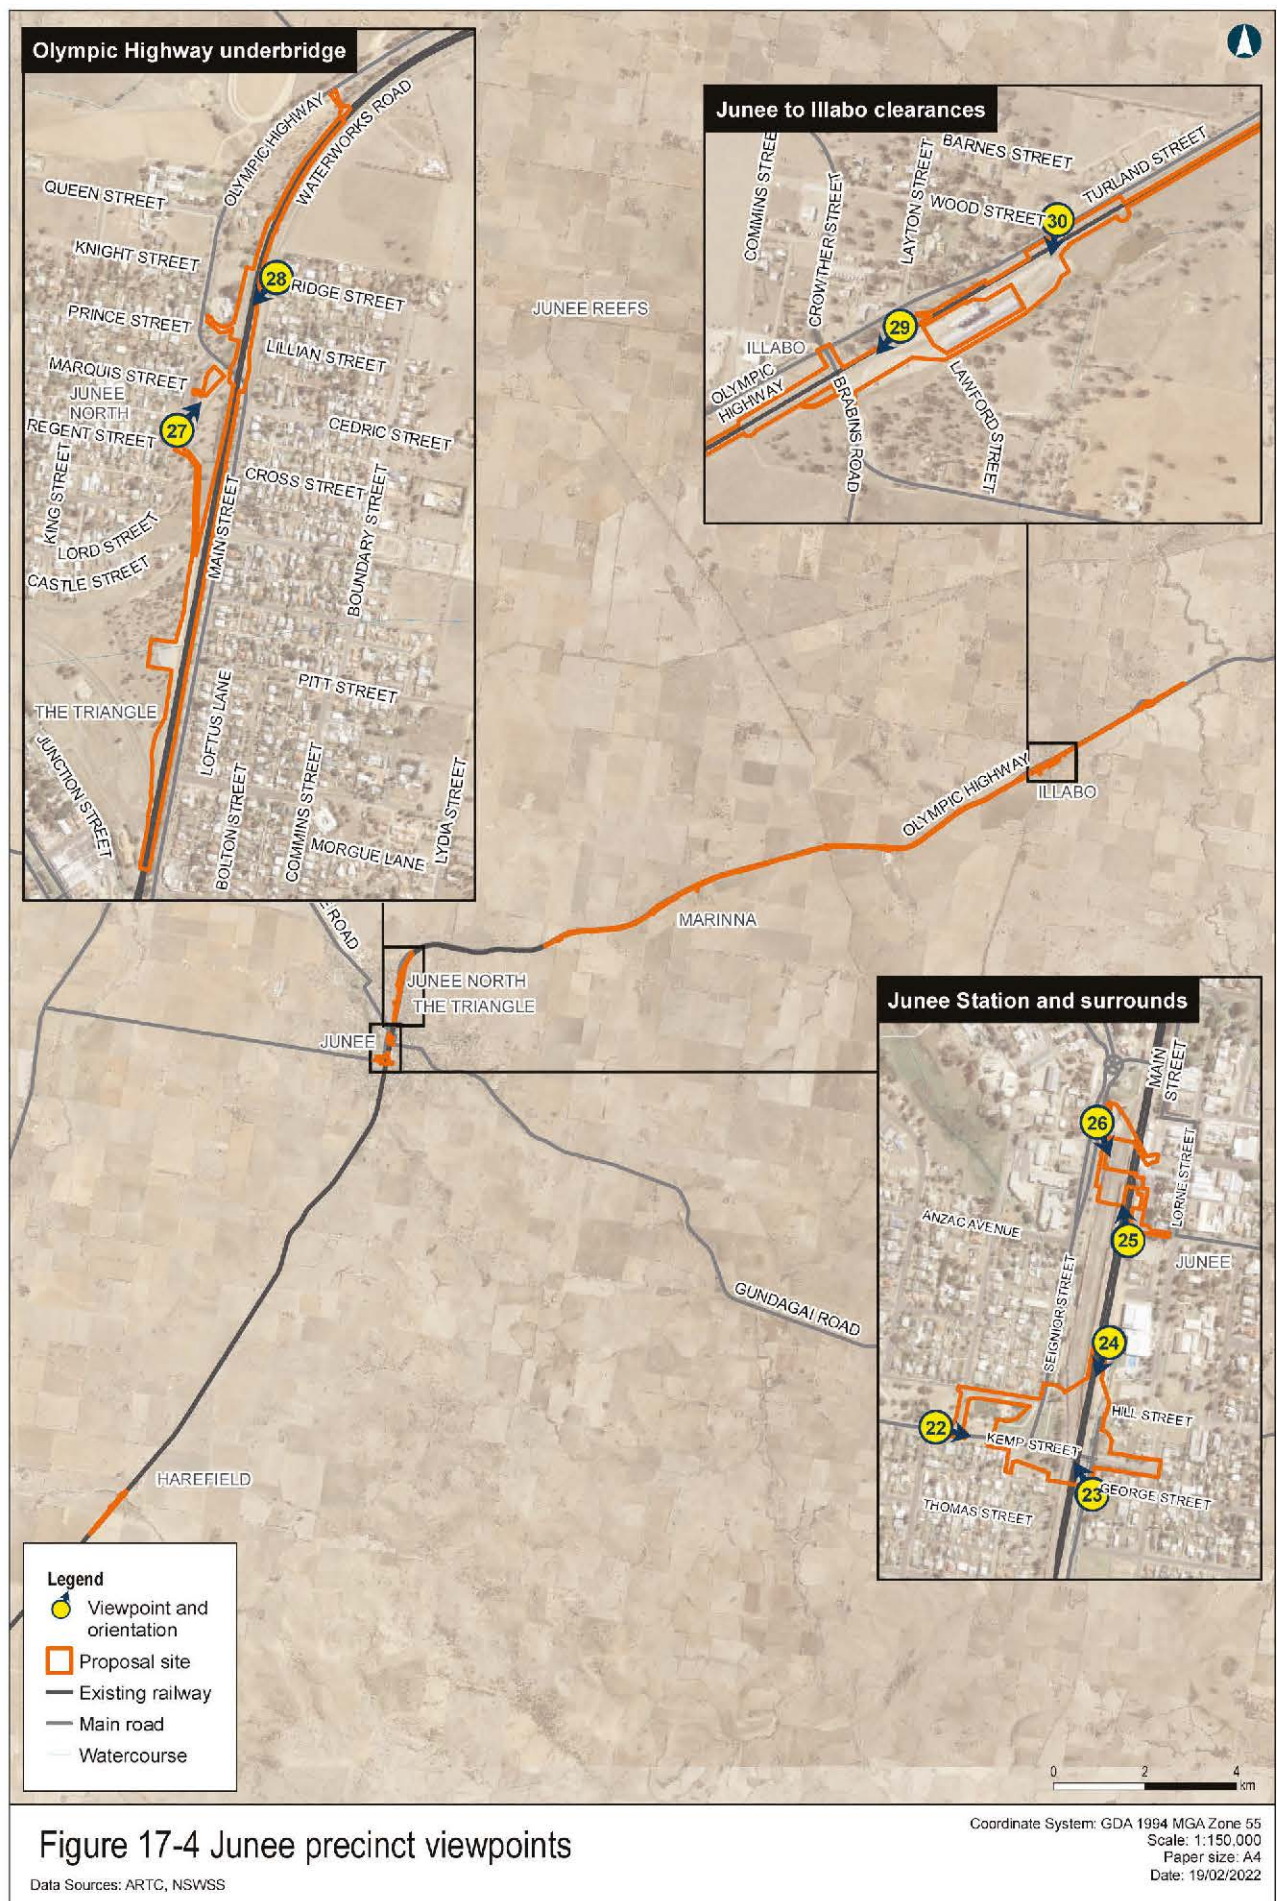 Olympic Highway underbridge
OLYMPIC HIGHWAY
WATERWORKS ROAD
QUEEN STREET
KNIGHT STREET
28
RIDGE STREET
PRINCE STREET
LILLIAN STREET
MARQUIS STREET
JUNEE
NORTH
27
REGENT STREET
CEDRIC STREET
KING STREET
CROSS STREET
MAIN STREET
BOUNDARY STREET
LORD STREET
CASTLE STREET
PITT STREET
THE TRIANGLE
LOFTUS LANE
JUNCTION STREET
BOLTON STREET
COMMINS STREET
MORGUE LANE
LYDIA STREET
Junee to Illabo clearances
COMMINS STREE
CROWTHER STREET
LAYTON STREET
BARNES STREET
TURLAND STREET
WOOD STREET
30
29
ILLABO
OLYMPIC
HIGHWAY
BRABINS ROAD
LAWFORD STREET
JUNEE REEFS
OLYMPIC HIGHWAY
ILLABO
MARINNA
E ROAD
JUNEE NORTH
THE TRIANGLE
JUNEE
GUNDAGAI ROAD
HAREFIELD
Junee Station and surrounds
MAIN
STREET
26
LORNE STREET
ANZAC AVENUE
25
JUNEE
SEIGNIOR STREET
24
HILL STREET
22
KEMP STREET
23
GEORGE STREET
THOMAS STREET
Legend
Viewpoint and
orientation
Proposal site
Existing railway
Main road
Watercourse
0 2 4
km
Figure 17-4 Junee precinct viewpoints
Data Sources: ARTC, NSWSS
Coordinate System: GDA 1994 MGA Zone 55
Scale: 1:150,000
Paper size: A4
Date: 19/02/2022